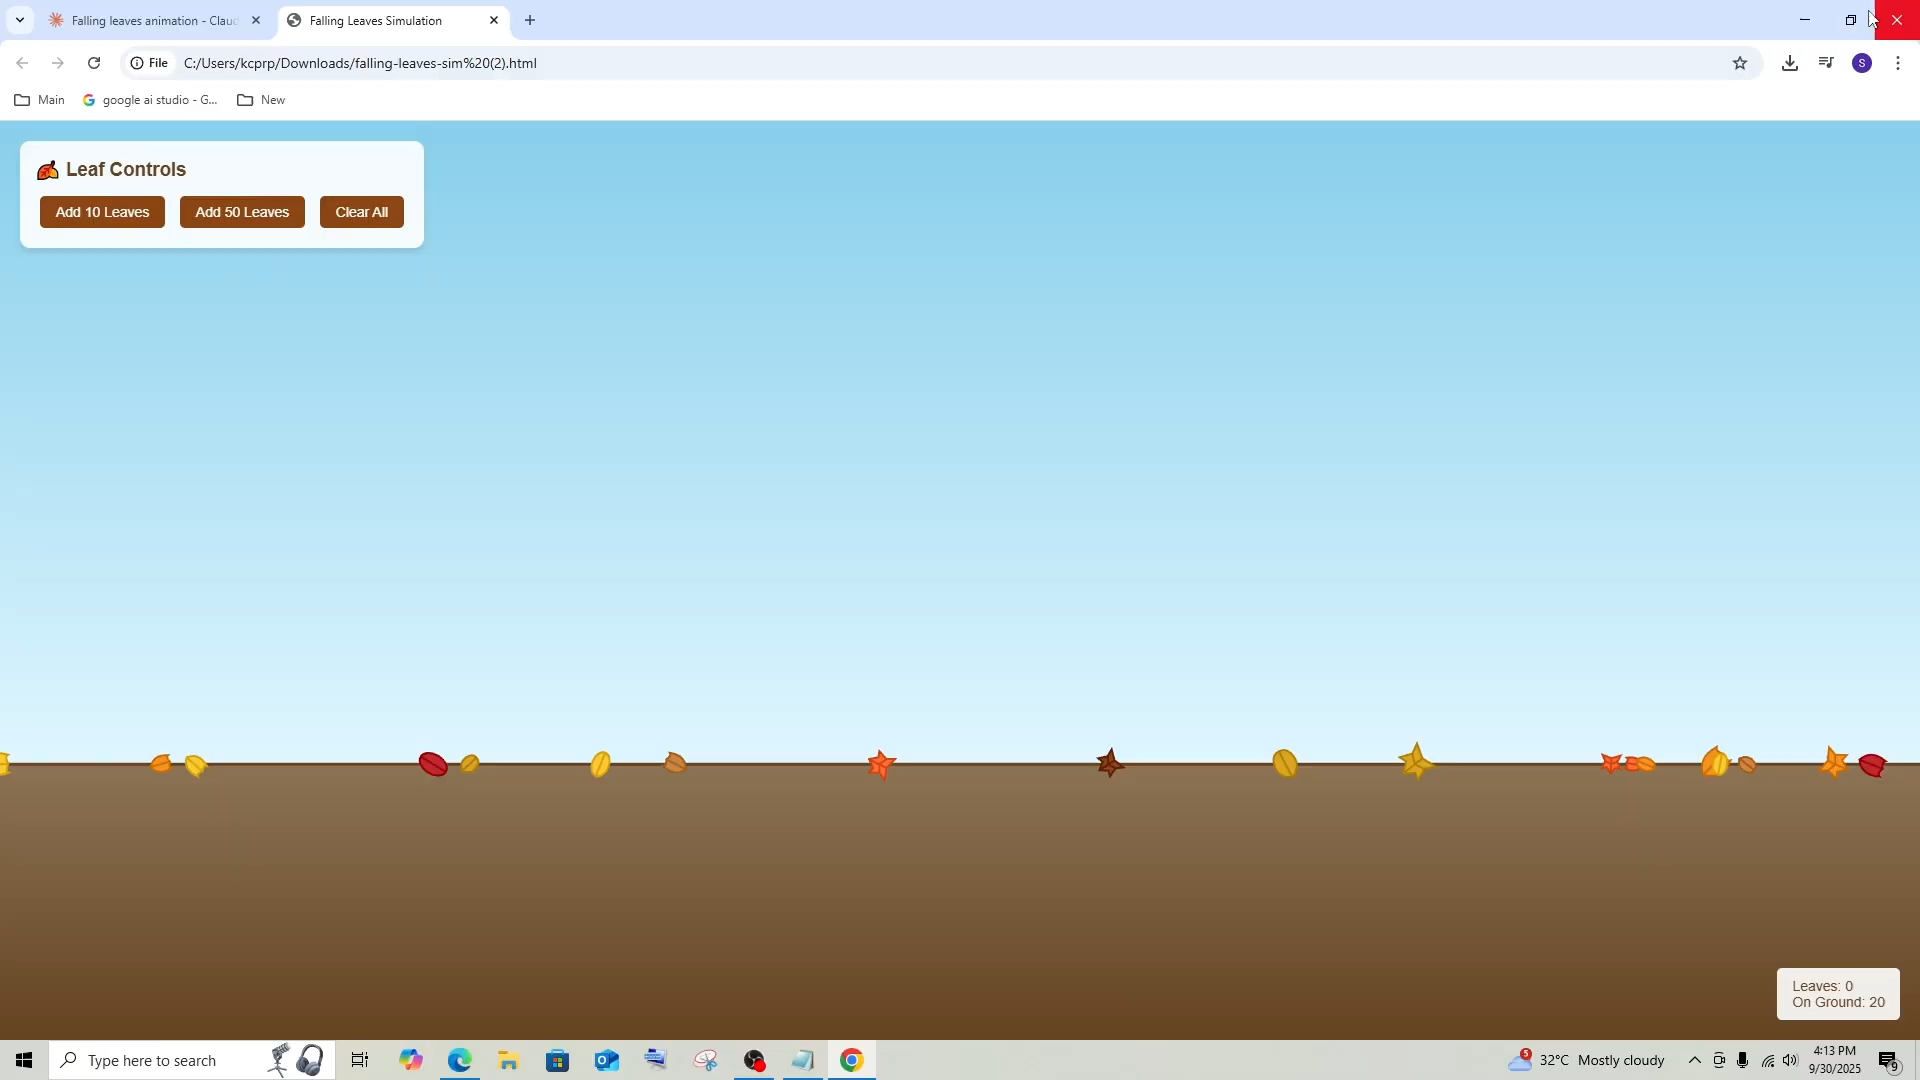 Falling leaves animation - Clau
Falling Leaves Simulation
File
C:/Users/kcprp/Downloads/falling-leaves-sim%20(2).html
S
Main
google ai studio - G...
New
Leaf Controls
Add 10 Leaves
Add 50 Leaves
Clear All
Leaves: 0
On Ground: 20
Type here to search
5
32°C Mostly cloudy
4:13 PM
9/30/2025
9